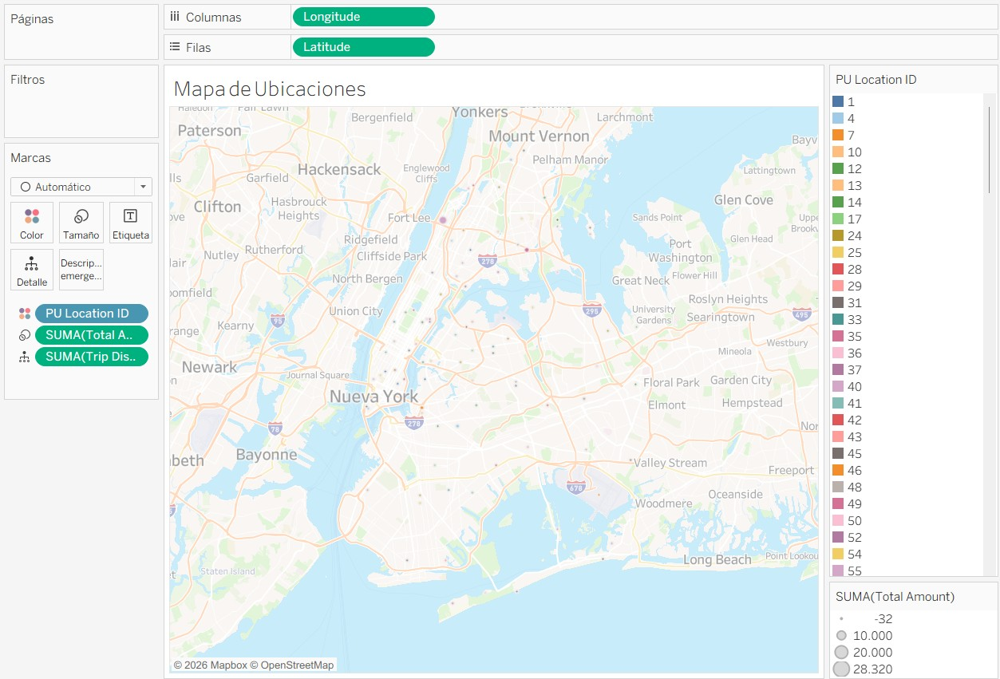 Páginas
Columnas
Longitude
Filas
Latitude
Filtros
Marcas
Automático
Color
Tamaño
Etiqueta
Detalle
Descrip...
emerge...
PU Location ID
SUMA(Total A..
SUMA(Trip Dis..
Mapa de Ubicaciones
Haledon
Fair Lawn
Bergenfield
Yonkers
Larchmont
Paterson
Mount Vernon
Bayv
Pelham Manor
Hackensack
Englewood
Cliffs
Lattingtown
lls
Garfield
Glen Cove
Clifton
Hasbrouck
Heights
ove
Fort Lee
Sands Point
Uppe
Brookv
Ridgefield
Port
Washington
Glen Head
Nutley
Rutherford
Cliffside Park
lair
278
Flower Hill
North Bergen
Great Neck
oomfield
Roslyn Heights
Union City
295
University
Gardens
Searingtown
495
95
range
Kearny
Westbury
Mineola
Newark
Journal Square
Floral Park
Garden City
Nueva York
Elmont
Hempstead
278
78
Nor
Bayonne
abeth
Valley Stream
Freeport
678
Oceanside
Woodmere
Long Beach
Point Lookou
Staten Island
© 2026 Mapbox © OpenStreetMap
PU Location ID
1
4
7
10
12
13
14
17
24
25
28
29
31
33
35
36
37
40
41
42
43
45
46
48
49
50
52
54
55
SUMA(Total Amount)
-32
10.000
20.000
28.320